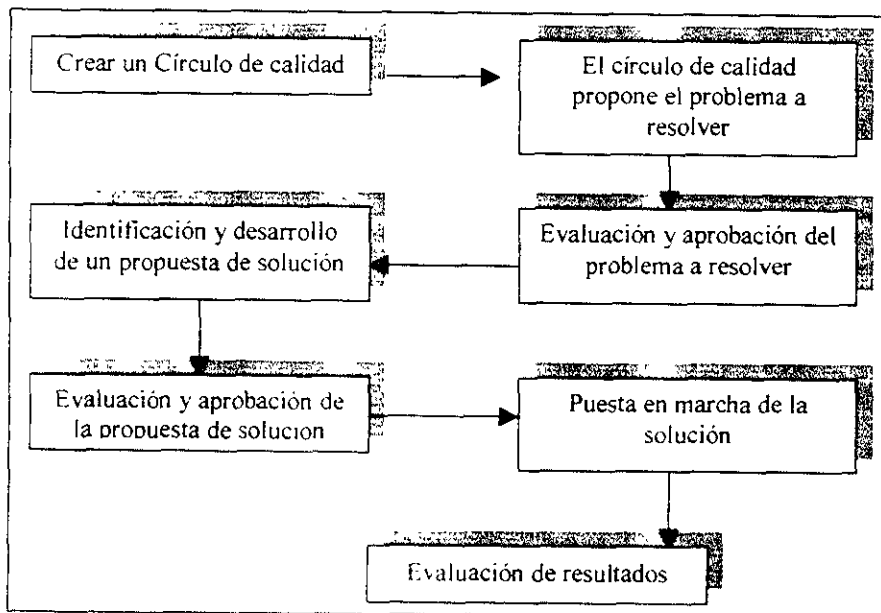 Crear un Círculo de calidad
El círculo de calidad
propone el problema a
resolver
Evaluación y aprobación del
problema a resolver
Identificación y desarrollo
de un propuesta de solución
Evaluación y aprobación de
la propuesta de solucion
Puesta en marcha de la
solución
Evaluación de resultados